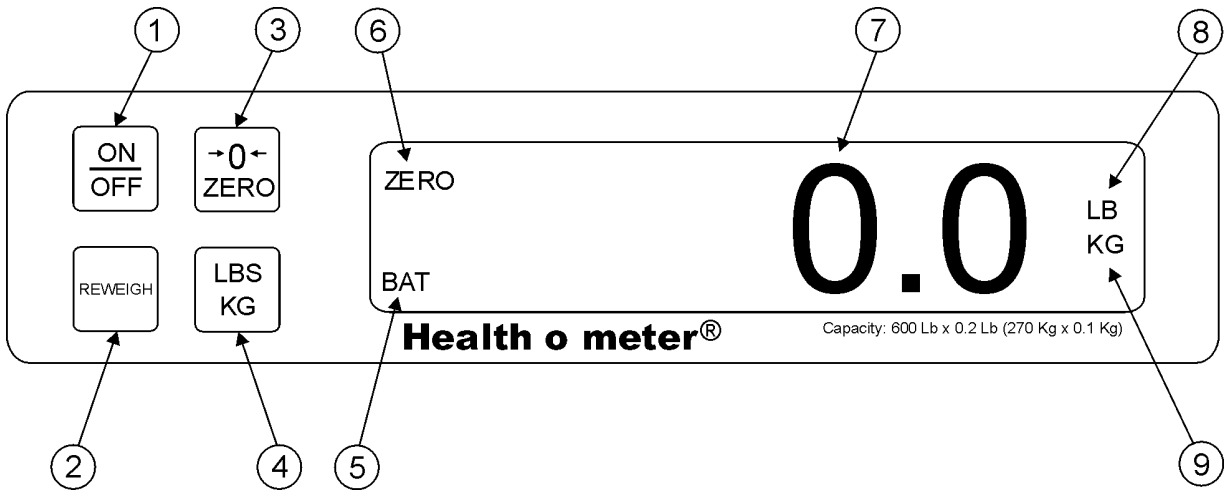 1
3
6
7
8
ON
OFF
→0←
ZERO
ZERO
0.0
LB
KG
REWEIGH
LBS
KG
BAT
Health o meter®
Capacity: 600 Lb x 0.2 Lb (270 Kg x 0.1 Kg)
2
4
5
9